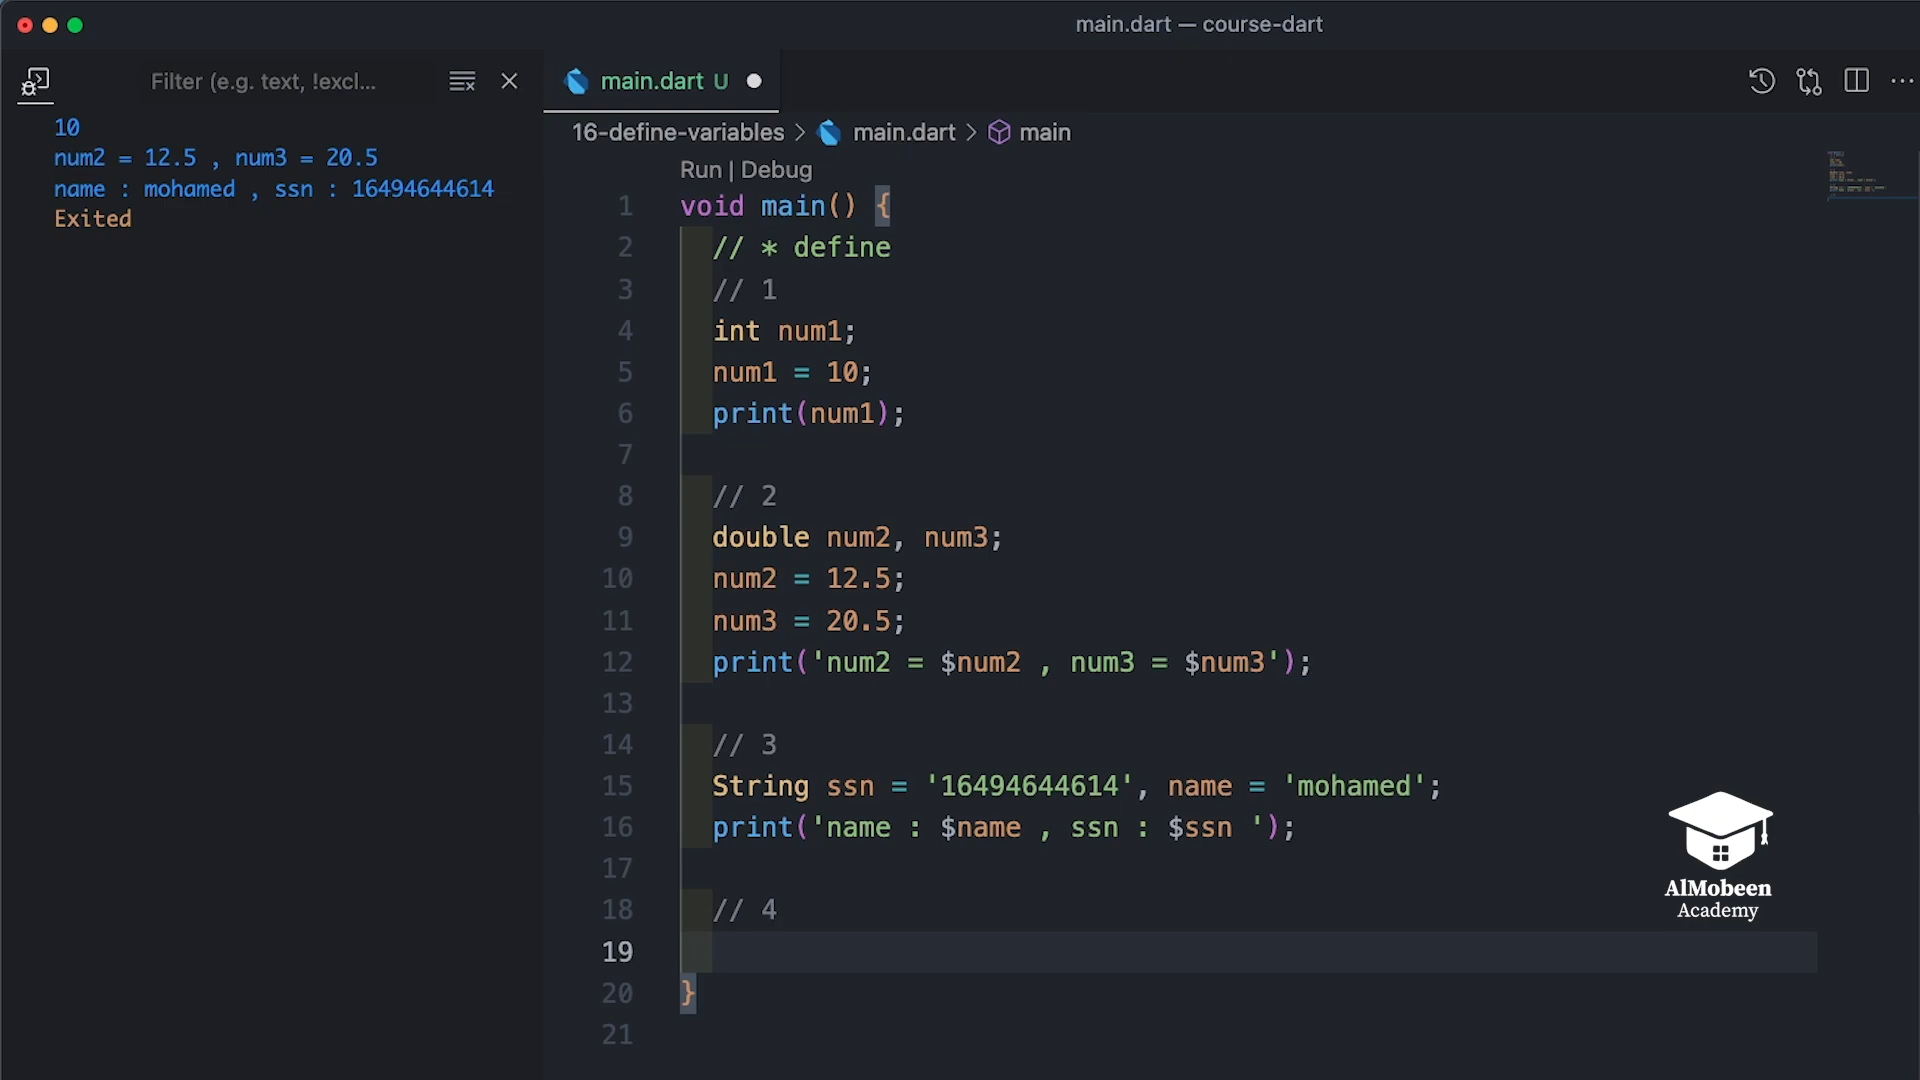 main.dart — course-dart
Filter (e.g. text, !excl...
main.dart U
10
num2 = 12.5 , num3 = 20.5
name : mohamed , ssn : 16494644614
Exited
16-define-variables > main.dart > main
Run | Debug
1 void main() {
2 // * define
3 // 1
4 int num1;
5 num1 = 10;
6 print(num1);
7
8 // 2
9 double num2, num3;
10 num2 = 12.5;
11 num3 = 20.5;
12 print('num2 = $num2 , num3 = $num3');
13
14 // 3
15 String ssn = '16494644614', name = 'mohamed';
16 print('name : $name , ssn : $ssn ');
17
18 // 4
19
20 }
21
AlMobeen
Academy